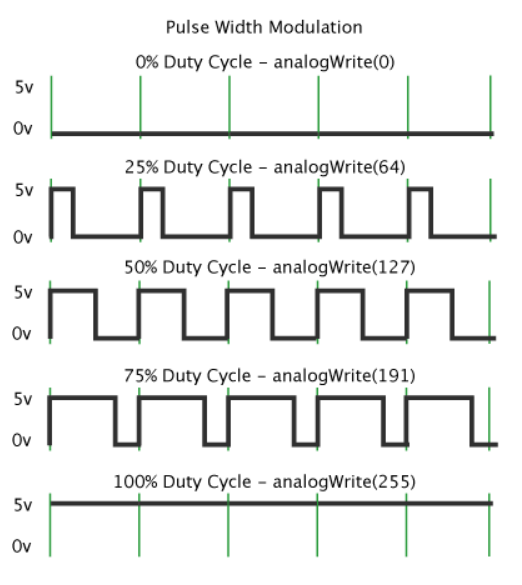 Pulse Width Modulation
0% Duty Cycle – analogWrite(0)
5v
0v
25% Duty Cycle – analogWrite(64)
5v
0v
50% Duty Cycle – analogWrite(127)
5v
0v
75% Duty Cycle – analogWrite(191)
5v
0v
100% Duty Cycle – analogWrite(255)
5v
0v